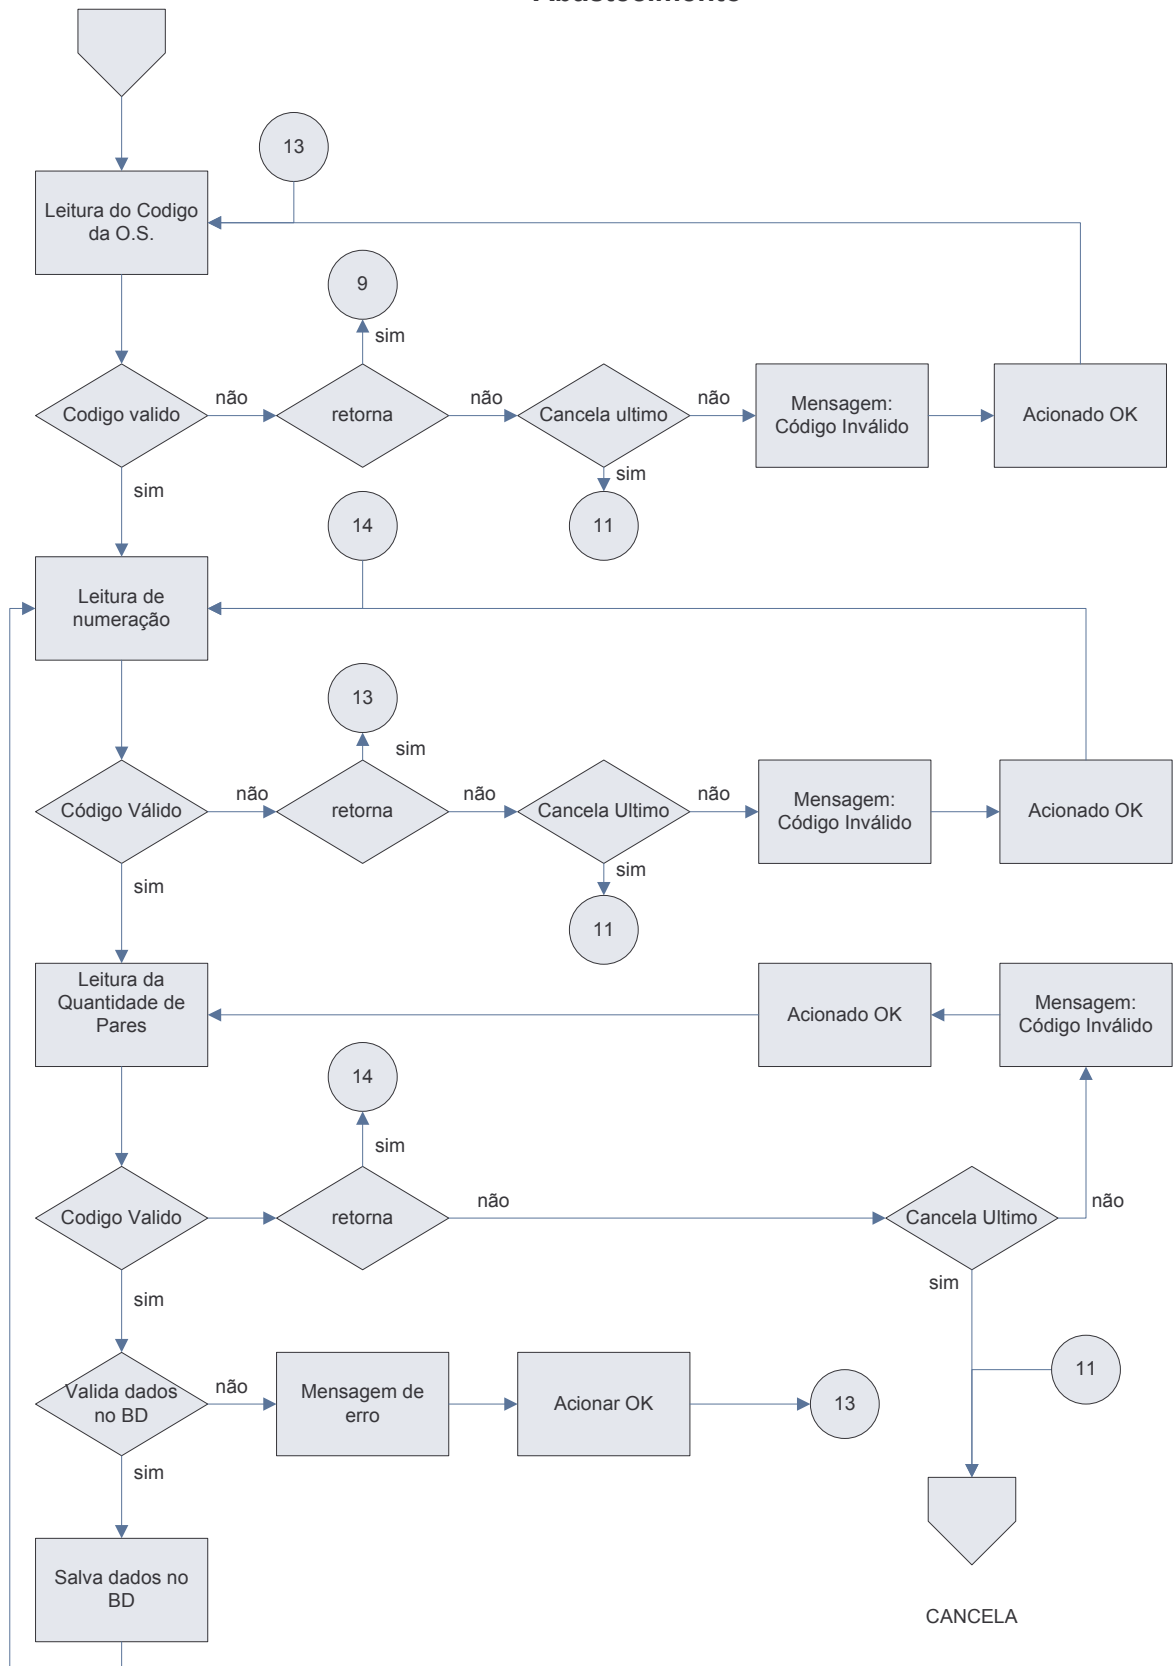 Abastecimento
13
Leitura do Codigo
da O.S.
9
sim
Codigo valido
não
retorna
não
Cancela ultimo
não
Mensagem:
Código Inválido
Acionado OK
sim
sim
14
11
Leitura de
numeração
13
sim
Código Válido
não
retorna
não
Cancela Ultimo
não
Mensagem:
Código Inválido
Acionado OK
sim
sim
11
Leitura da
Quantidade de
Pares
Acionado OK
Mensagem:
Código Inválido
14
sim
Codigo Valido
retorna
não
Cancela Ultimo
não
sim
sim
Valida dados
no BD
não
Mensagem de
erro
Acionar OK
13
11
sim
Salva dados no
BD
CANCELA